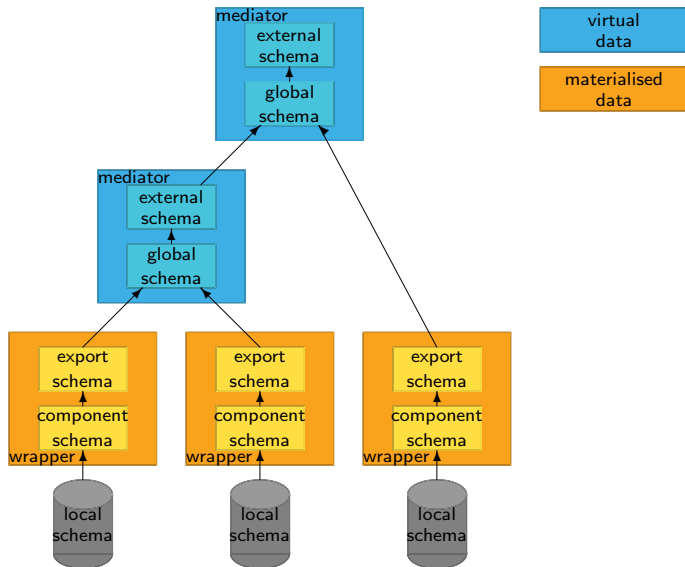 mediator
external
schema
global
schema
virtual
data
materialised
data
mediator
external
schema
global
schema
export
schema
component
schema
wrapper
local
schema
export
schema
component
schema
wrapper
local
schema
export
schema
component
schema
wrapper
local
schema